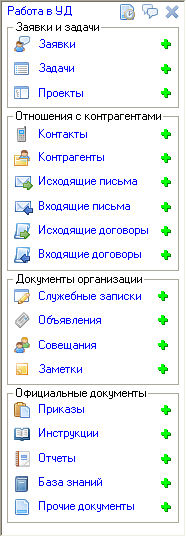 Работа в УД
Заявки и задачи
Заявки
Задачи
Проекты
Отношения с контрагентами
Контакты
Контрагенты
Исходящие письма
Входящие письма
Исходящие договоры
Входящие договоры
Документы организации
Служебные записки
Объявления
Совещания
Заметки
Официальные документы
Приказы
Инструкции
Отчеты
База знаний
Прочие документы